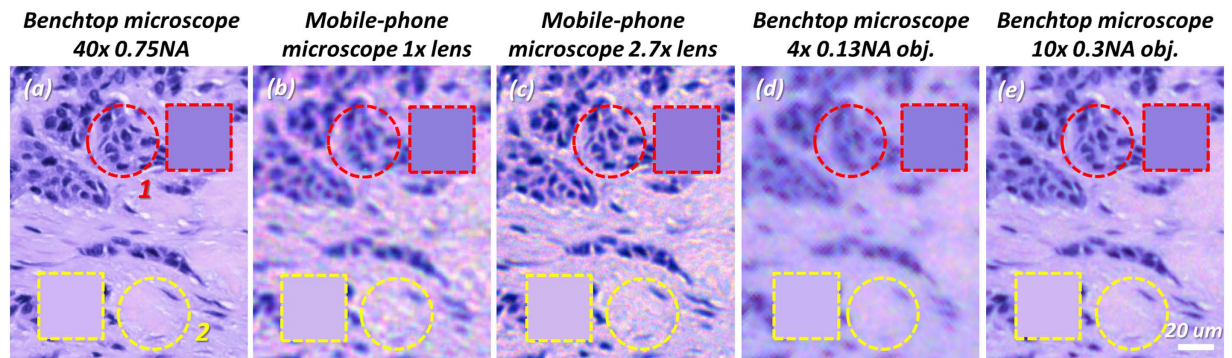 Benchtop microscope
40x 0.75NA
Mobile-phone
microscope 1x lens
Mobile-phone
microscope 2.7x lens
Benchtop microscope
4x 0.13NA obj.
Benchtop microscope
10x 0.3NA obj.
(a)
(b)
(c)
(d)
(e)
1
2
20 um